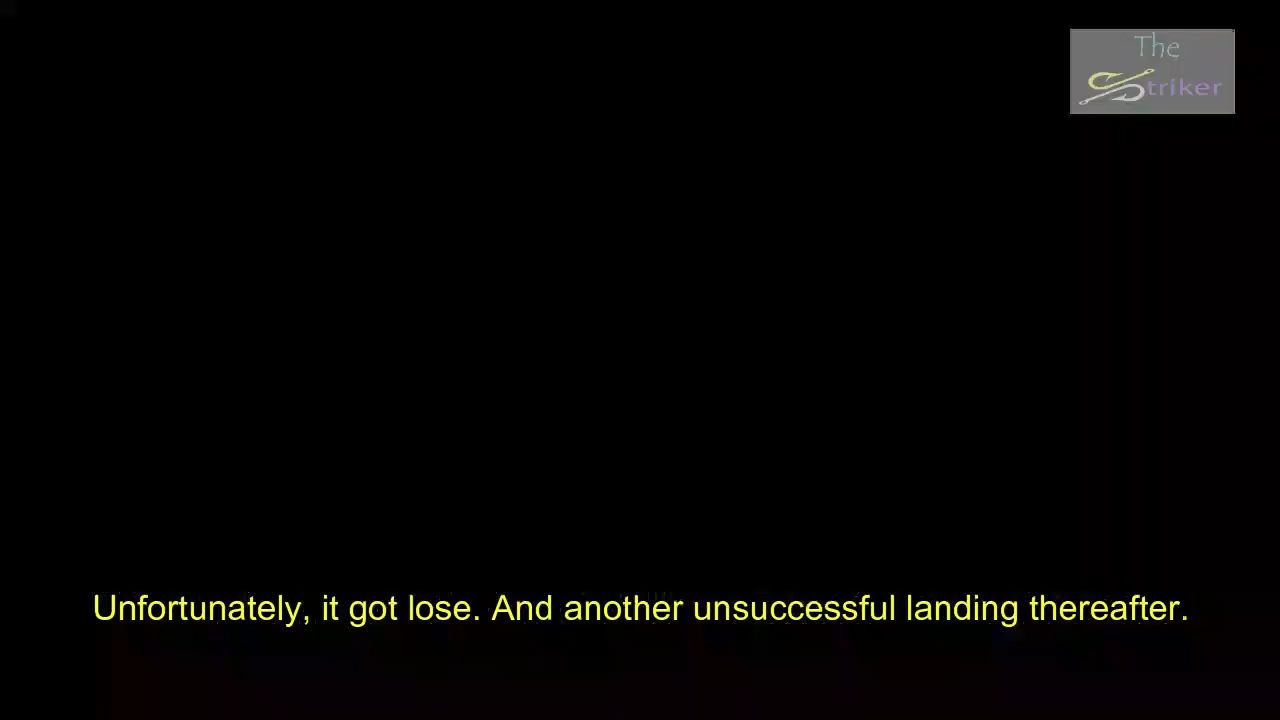 The
Striker
Unfortunately, it got lose. And another unsuccessful landing thereafter.